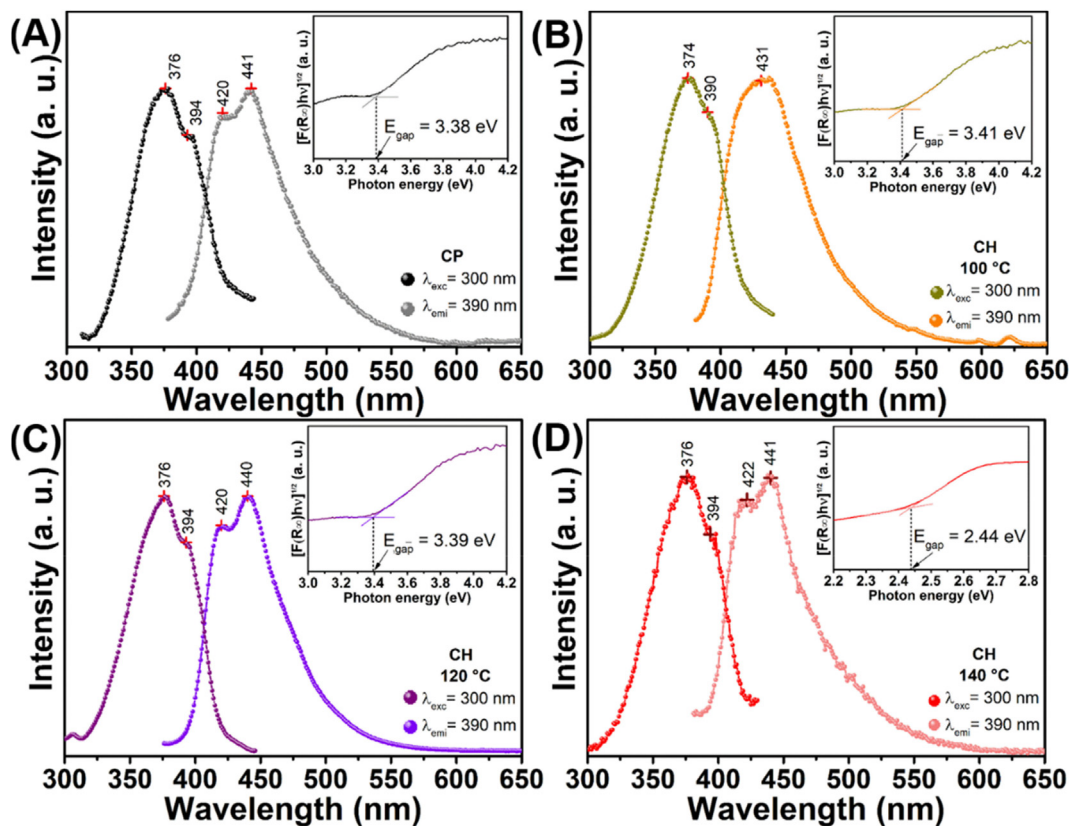 (A)
376
394
420
441
[F(R∞)hν]¹/² (a. u.)
E gap = 3.38 eV
3.0 3.2 3.4 3.6 3.8 4.0 4.2
Photon energy (eV)
Intensity (a. u.)
CP
λexc= 300 nm
λemi= 390 nm
300 350 400 450 500 550 600 650
Wavelength (nm)
(B)
374
390
431
[F(R∞)hν]¹/² (a. u.)
E gap = 3.41 eV
3.0 3.2 3.4 3.6 3.8 4.0 4.2
Photon energy (eV)
Intensity (a. u.)
CH
100 °C
λexc= 300 nm
λemi= 390 nm
300 350 400 450 500 550 600 650
Wavelength (nm)
(C)
376
394
420
440
[F(R∞)hν]¹/² (a. u.)
E gap = 3.39 eV
3.0 3.2 3.4 3.6 3.8 4.0 4.2
Photon energy (eV)
Intensity (a. u.)
CH
120 °C
λexc= 300 nm
λemi= 390 nm
300 350 400 450 500 550 600 650
Wavelength (nm)
(D)
376
394
422
441
[F(R∞)hν]¹/² (a. u.)
E gap = 2.44 eV
2.2 2.3 2.4 2.5 2.6 2.7 2.8
Photon energy (eV)
Intensity (a. u.)
CH
140 °C
λexc= 300 nm
λemi= 390 nm
300 350 400 450 500 550 600 650
Wavelength (nm)